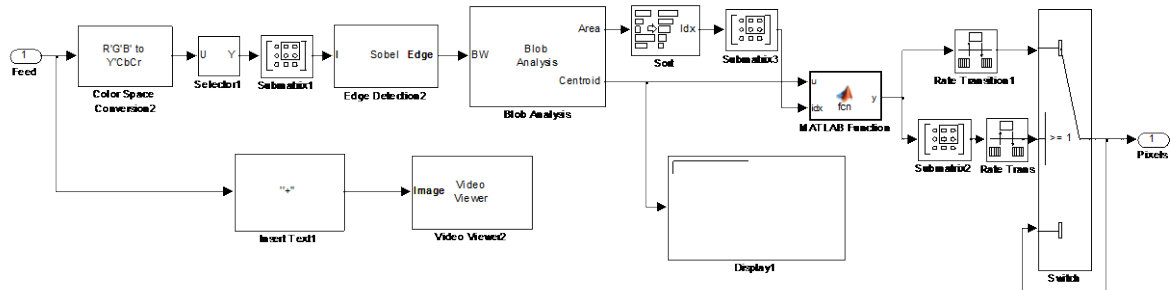 1
Feed
R'G'B' to
Y'CbCr
Color Space
Conversion2
U Y
Selector1
Submatrix1
I Sobel Edge
Edge Detection2
BW
Blob
Analysis
Area
Centroid
Blob Analysis
Idx
Sort
Submatrix3
u
idx
fcn
y
MATLAB Function
Rate Transition1
Submatrix2
Rate Trans
>= 1
Switch
1
Pixels
"+"
Insert Text1
Image
Video
Viewer
Video Viewer2
Display1